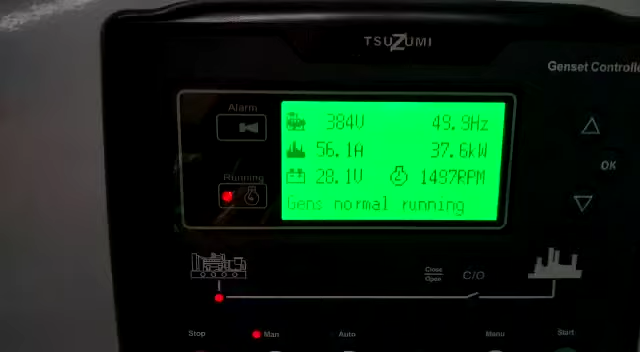 TSUZUMI
Genset Controlle
Alarm
384V 49.9Hz
56.1A 37.6kW
Running
28.1V 1497RPM
Gens normal running
Close
Open
C/O
Stop Man Auto Menu Start
OK